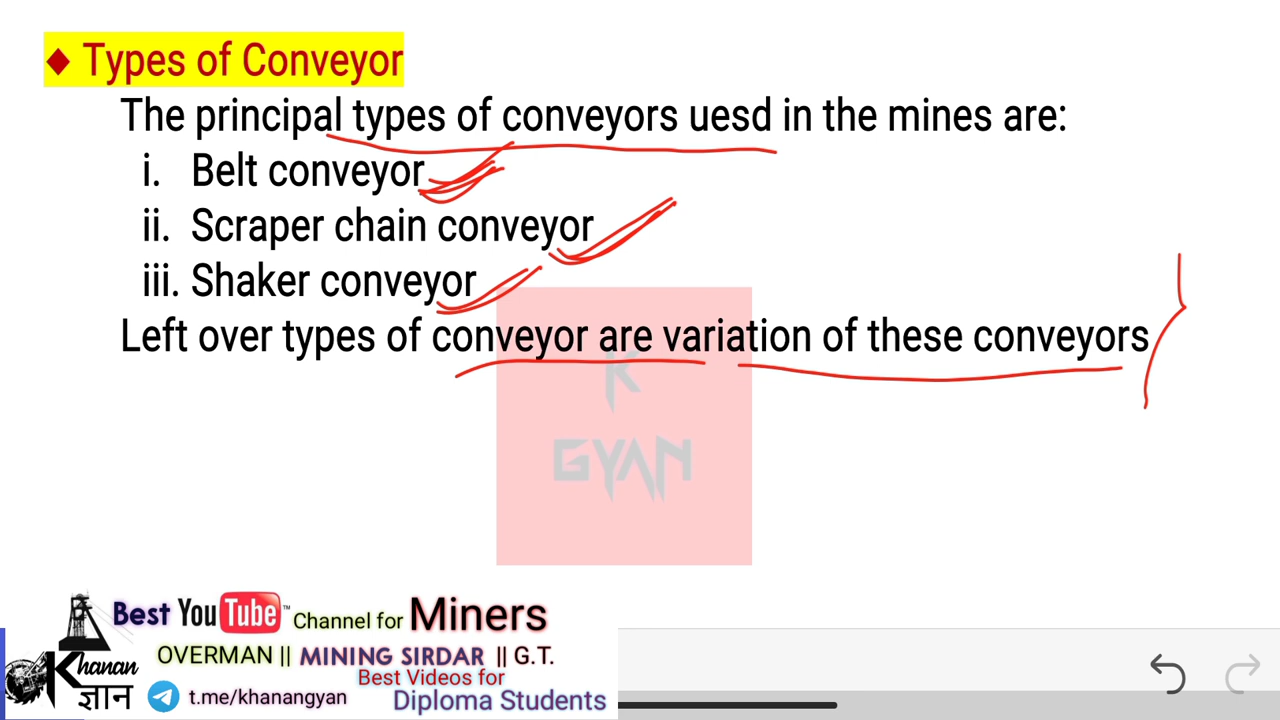 ◆ Types of Conveyor
The principal types of conveyors uesd in the mines are:
i. Belt conveyor
ii. Scraper chain conveyor
iii. Shaker conveyor
Left over types of conveyor are variation of these conveyors
K
GYAN
Best YouTube™ Channel for Miners
OVERMAN || MINING SIRDAR || G.T.
Best Videos for
Diploma Students
Khanan
ज्ञान
t.me/khanangyan